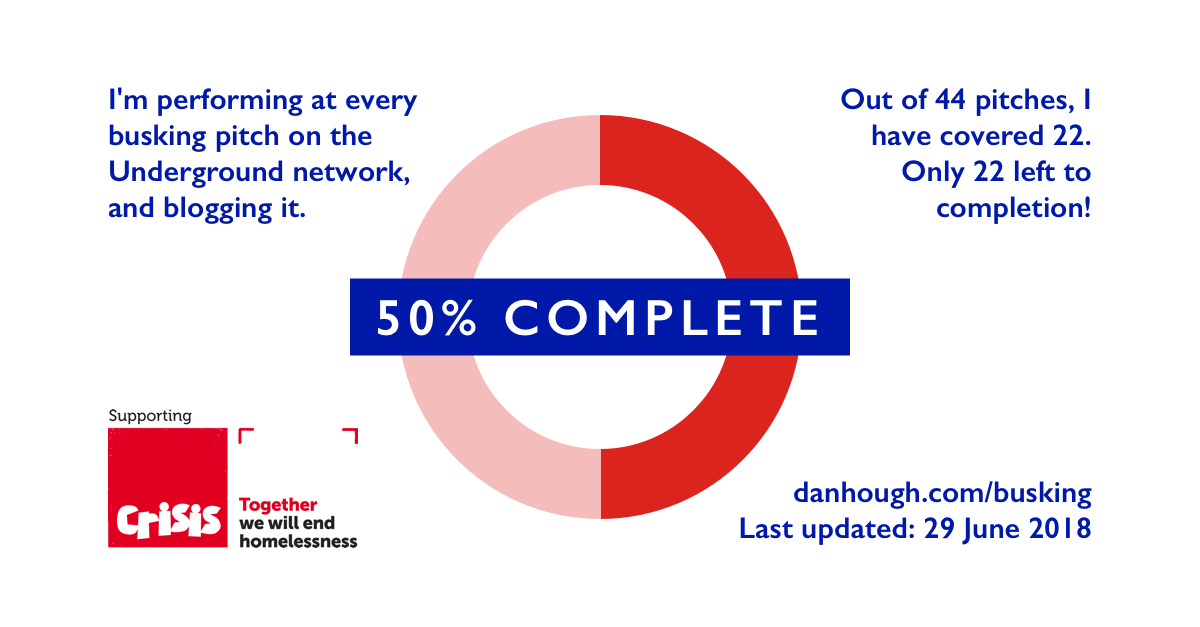 I'm performing at every
busking pitch on the
Underground network,
and blogging it.
Out of 44 pitches, I
have covered 22.
Only 22 left to
completion!
50% COMPLETE
Supporting
Crisis
Together
we will end
homelessness
danhough.com/busking
Last updated: 29 June 2018